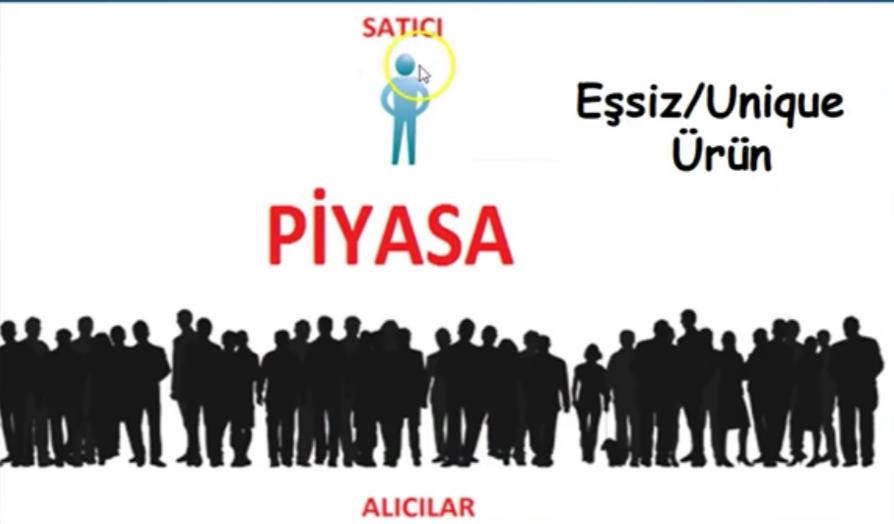 SATICI
Eşsiz/Unique
Ürün
PİYASA
ALICILAR